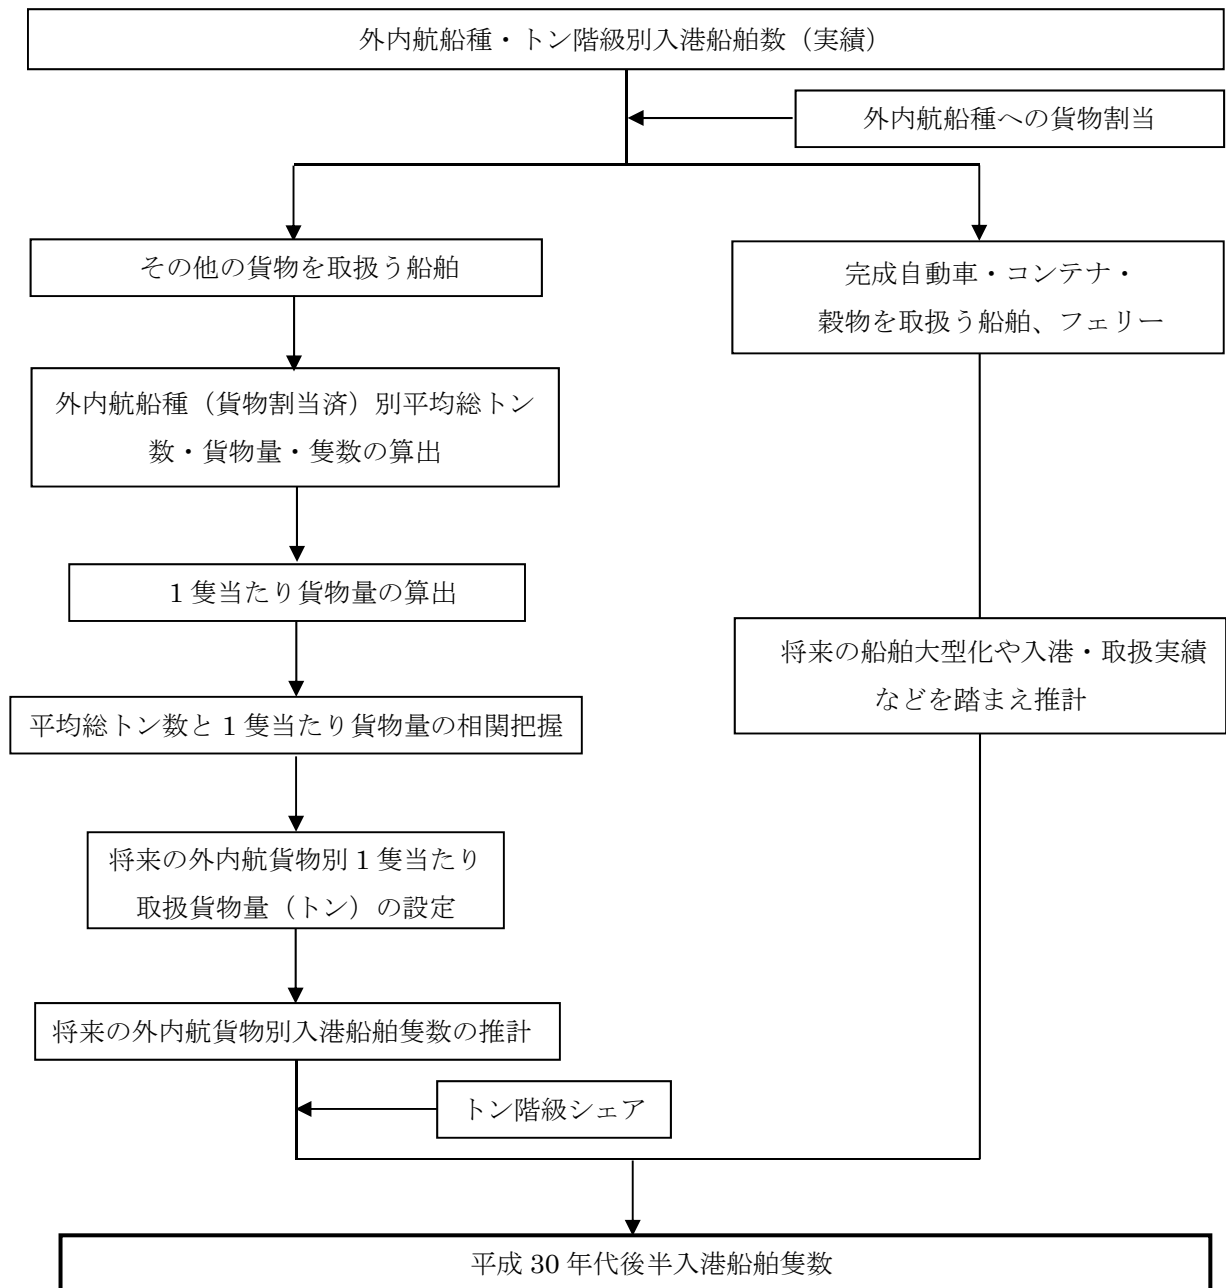 外内航船種・トン階級別入港船舶数（実績）
外内航船種への貨物割当
その他の貨物を取扱う船舶
完成自動車・コンテナ・
穀物を取扱う船舶、フェリー
外内航船種（貨物割当済）別平均総トン
数・貨物量・隻数の算出
1 隻当たり貨物量の算出
将来の船舶大型化や入港・取扱実績
などを踏まえ推計
平均総トン数と 1 隻当たり貨物量の相関把握
将来の外内航貨物別 1 隻当たり
取扱貨物量（トン）の設定
将来の外内航貨物別入港船舶隻数の推計
トン階級シェア
平成 30 年代後半入港船舶隻数